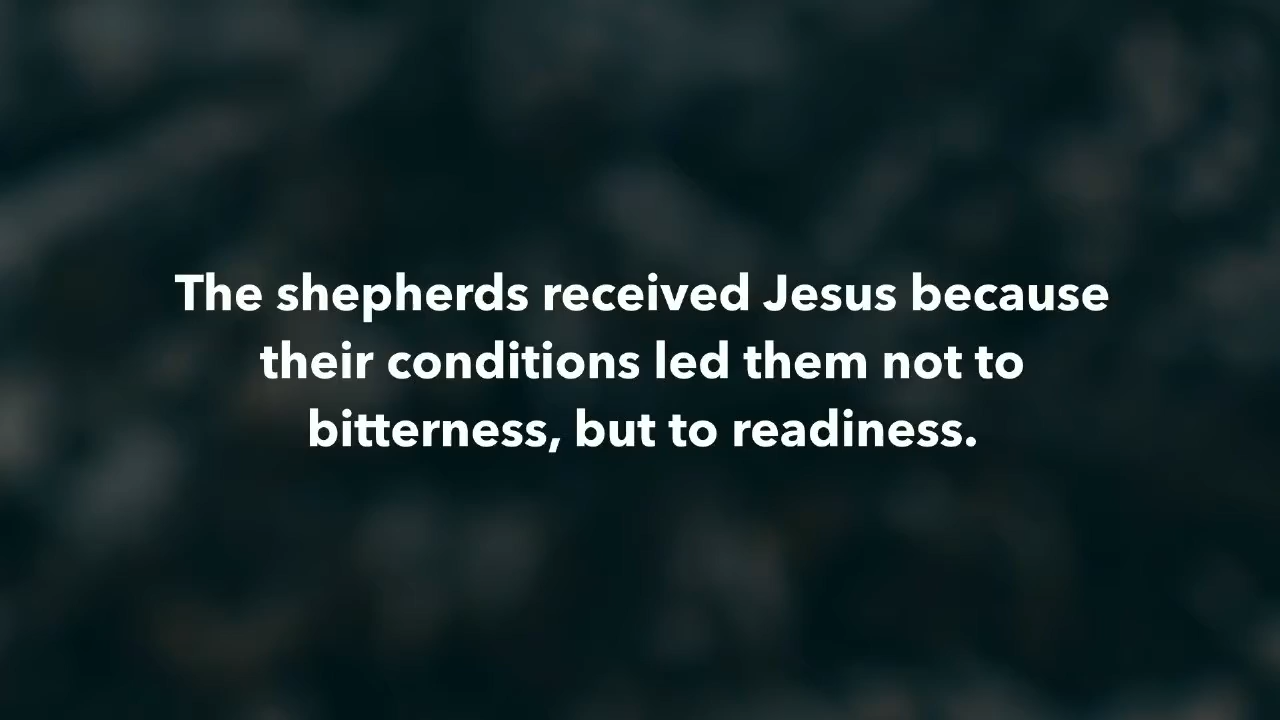 The shepherds received Jesus because
their conditions led them not to
bitterness, but to readiness.